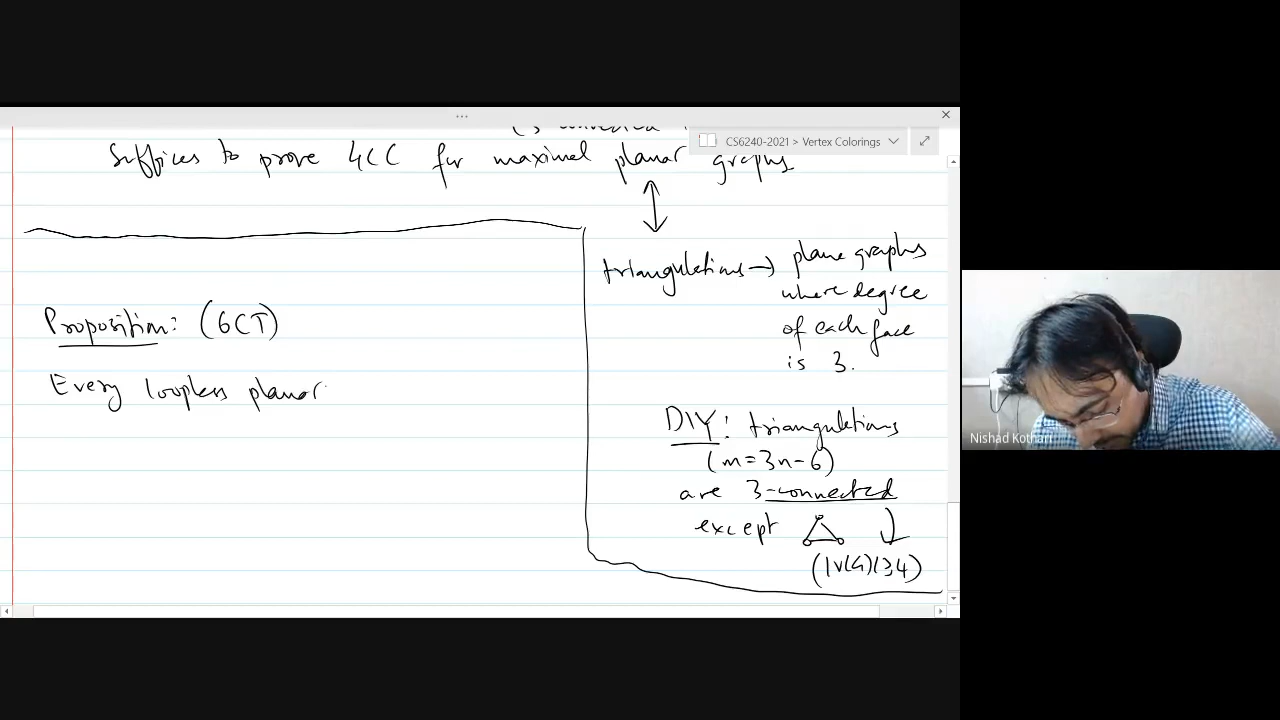 CS6240-2021 > Vertex Colorings
Suffices to prove 4CC for maximal planar graphs
triangulations → plane graphs
where degree
of each face
is 3.
Proposition: (6CT)
Every loopless planar
DIY: triangulations
(m=3n-6)
are 3-connected
except
(|V(G)|≥4)
Nishad Kothari